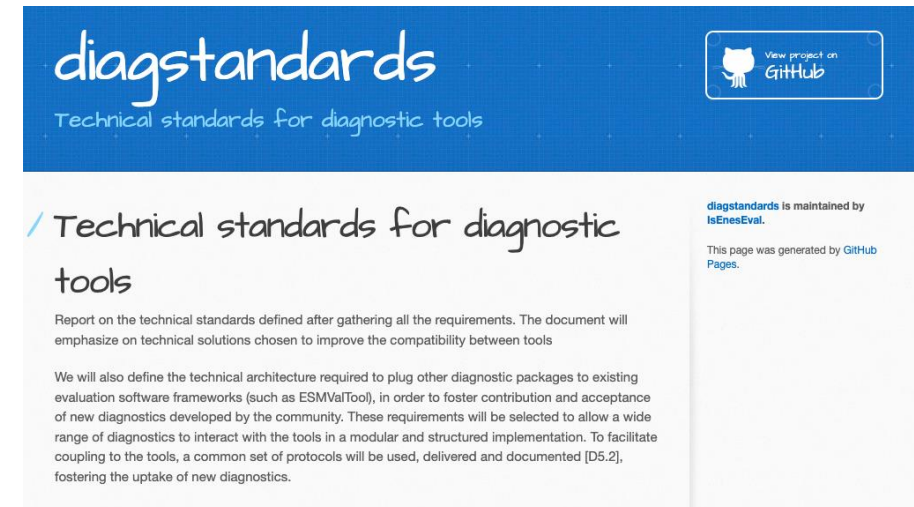 diagstandards
Technical standards for diagnostic tools
View project on
GitHub
Technical standards for diagnostic
tools
Report on the technical standards defined after gathering all the requirements. The document will
emphasize on technical solutions chosen to improve the compatibility between tools
We will also define the technical architecture required to plug other diagnostic packages to existing
evaluation software frameworks (such as ESMValTool), in order to foster contribution and acceptance
of new diagnostics developed by the community. These requirements will be selected to allow a wide
range of diagnostics to interact with the tools in a modular and structured implementation. To facilitate
coupling to the tools, a common set of protocols will be used, delivered and documented [D5.2],
fostering the uptake of new diagnostics.
diagstandards is maintained by
IsEnesEval.
This page was generated by GitHub
Pages.